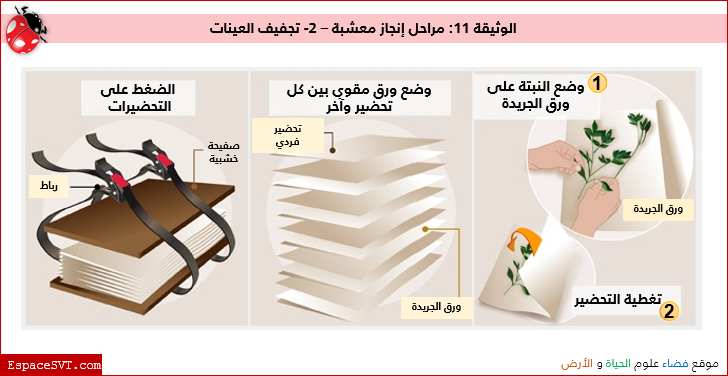 الوثيقة 11: مراحل إنجاز معشبة – 2- تجفيف العينات
1 وضع النبتة على
ورق الجريدة
ورق الجريدة
2 تغطية التحضير
وضع ورق مقوى بين كل
تحضير وآخر
تحضير
فردي
ورق الجريدة
الضغط على
التحضيرات
صفيحة
خشبية
رباط
موقع فضاء علوم الحياة و الأرض
EspaceSVT.com